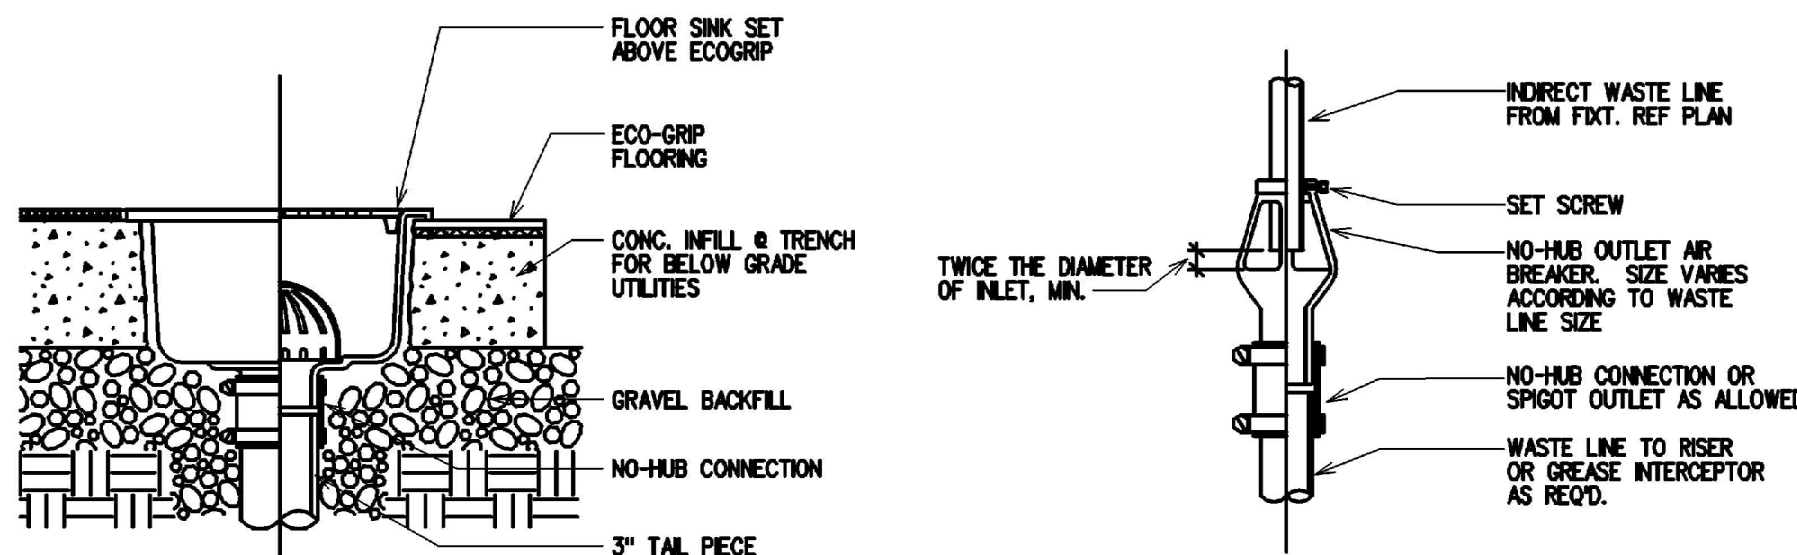 FLOOR SINK SET
ABOVE ECOGRIP
ECO-GRIP
FLOORING
CONC. INFILL @ TRENCH
FOR BELOW GRADE
UTILITIES
GRAVEL BACKFILL
NO-HUB CONNECTION
3" TAIL PIECE
TWICE THE DIAMETER
OF INLET, MIN.
INDIRECT WASTE LINE
FROM FIXT. REF PLAN
SET SCREW
NO-HUB OUTLET AIR
BREAKER. SIZE VARIES
ACCORDING TO WASTE
LINE SIZE
NO-HUB CONNECTION OR
SPIGOT OUTLET AS ALLOWED
WASTE LINE TO RISER
OR GREASE INTERCEPTOR
AS REQ'D.